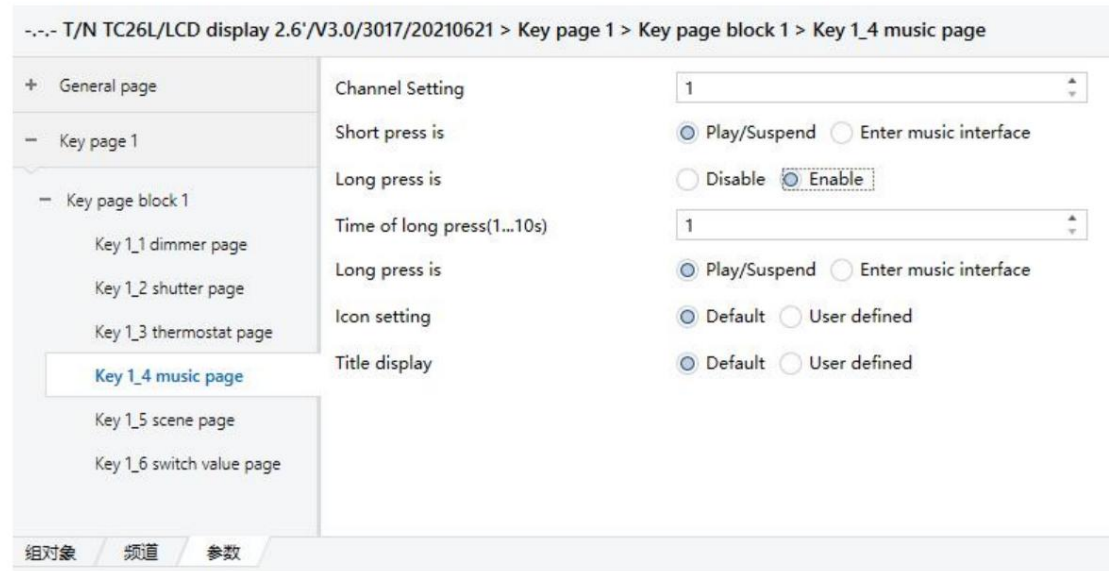 -.-.- T/N TC26L/LCD display 2.6'/V3.0/3017/20210621 > Key page 1 > Key page block 1 > Key 1_4 music page
+ General page
− Key page 1
− Key page block 1
Key 1_1 dimmer page
Key 1_2 shutter page
Key 1_3 thermostat page
Key 1_4 music page
Key 1_5 scene page
Key 1_6 switch value page
Channel Setting 1
Short press is Play/Suspend Enter music interface
Long press is Disable Enable
Time of long press(1...10s) 1
Long press is Play/Suspend Enter music interface
Icon setting Default User defined
Title display Default User defined
组对象 频道 参数